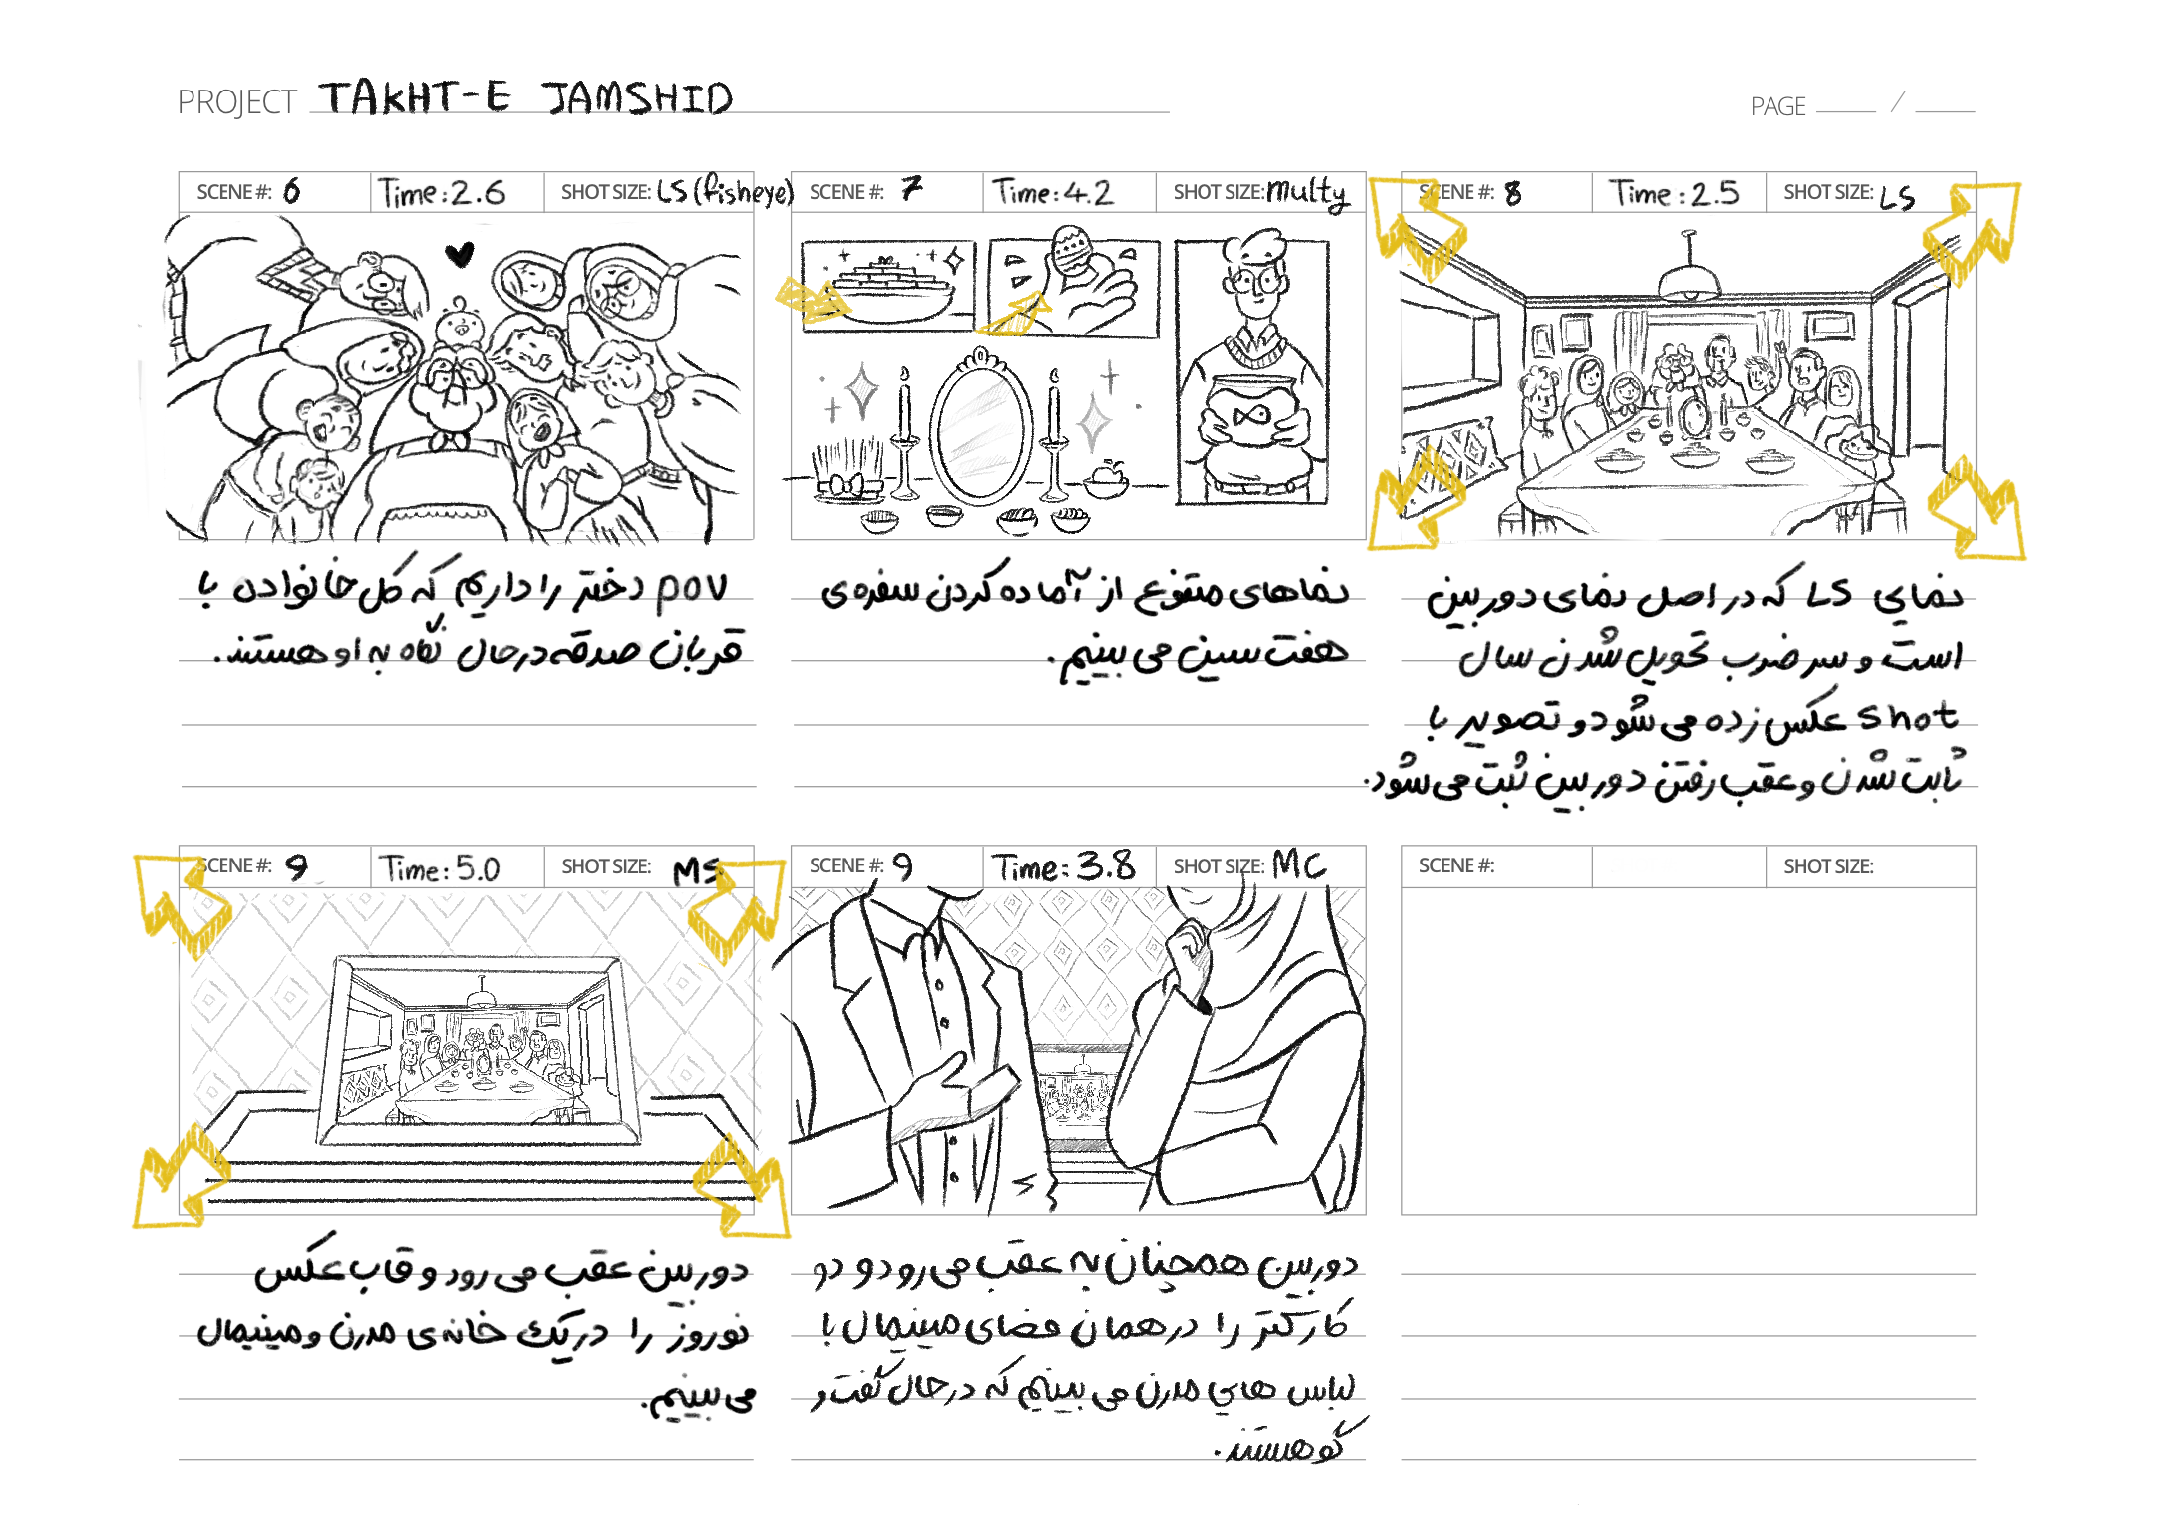 PROJECT TAKHT-E JAMSHID
PAGE /
SCENE #: 6 Time: 2.6 SHOT SIZE: LS (fisheye)
pov دختر را داریم که کل خانواده با
قربان صدقه درحال نگاه به او هستند.
SCENE #: 7 Time: 4.2 SHOT SIZE: Multy
نماهای متنوع از آماده کردن سفره‌ی
هفت سین می بینیم.
SCENE #: 8 Time: 2.5 SHOT SIZE: LS
نمایی LS که در اصل نمای دوربین
است و سر ضرب تحویل شدن سال
shot عکس زده می شود و تصویر با
ثابت شدن و عقب رفتن دوربین ثبت می شود.
SCENE #: 9 Time: 5.0 SHOT SIZE: MS
دوربین عقب می رود و قاب عکس
نوروز را در یک خانه‌ی مدرن و مینیمال
می بینیم.
SCENE #: 9 Time: 3.8 SHOT SIZE: MC
دوربین همچنان به عقب می رود و دو
کارکتر را در همان فضای مینیمال با
لباس هایی مدرن می بینیم که درحال گفت و
گو هستند.
SCENE #: SHOT SIZE: